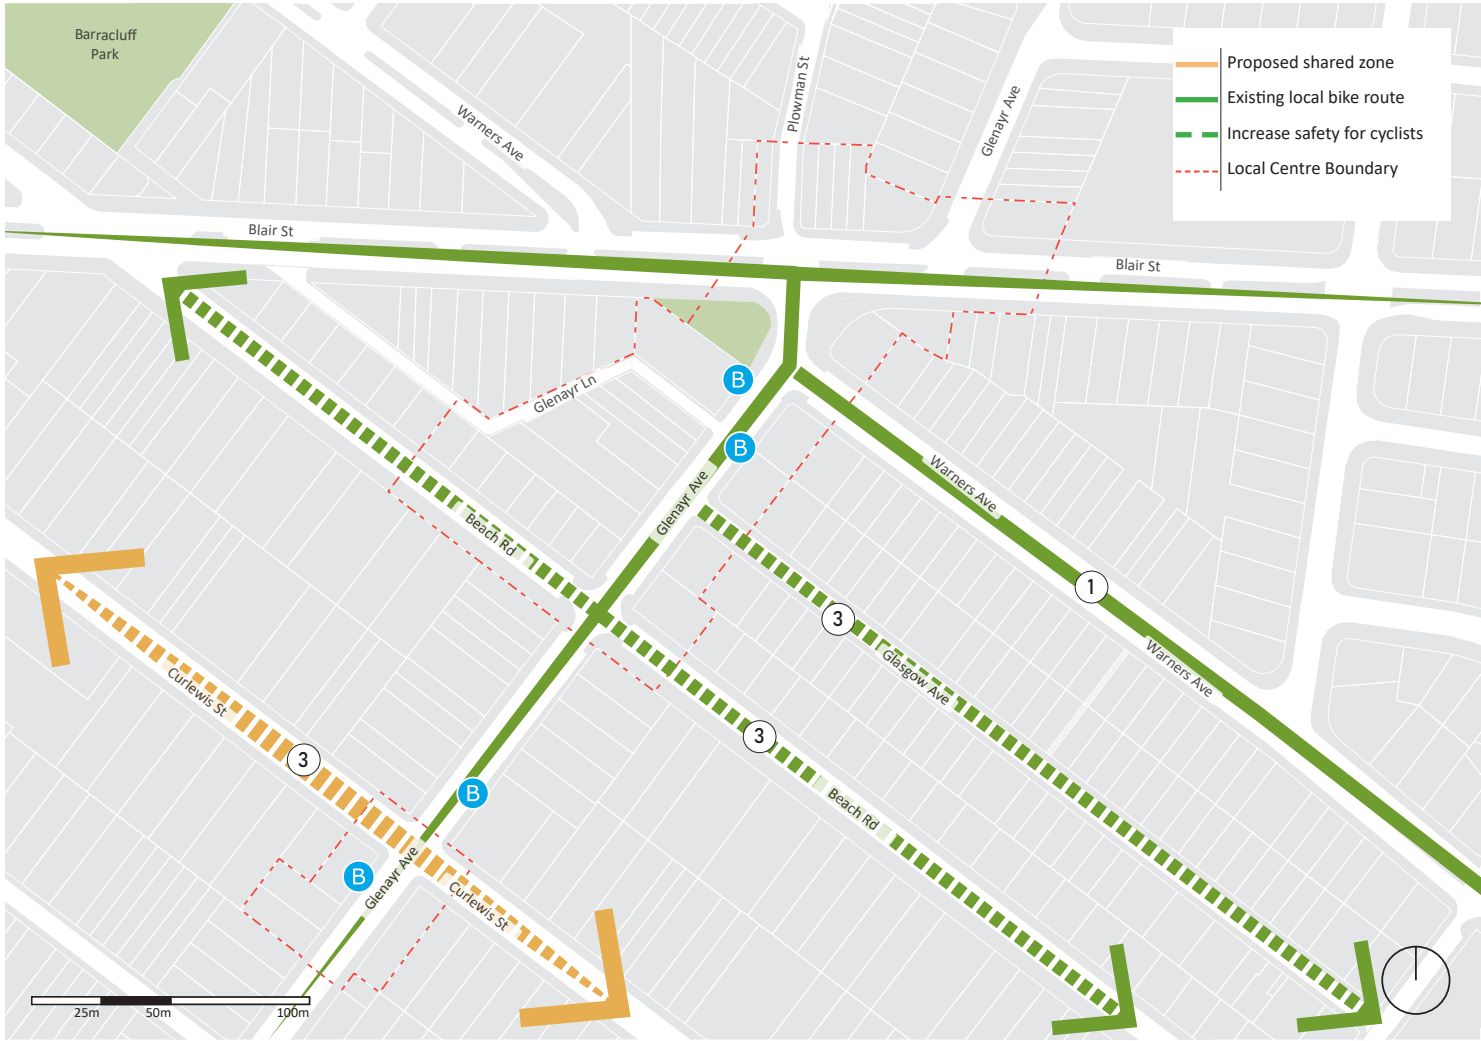 Barracluff
Park
Warners Ave
Plowman St
Glenayr Ave
Proposed shared zone
Existing local bike route
Increase safety for cyclists
Local Centre Boundary
Blair St
Blair St
Glenayr Ln
B
B
Glenayr Ave
Warners Ave
Beach Rd
1
3
Glasgow Ave
Warners Ave
Curlewis St
3
3
B
Beach Rd
B
Glenayr Ave
Curlewis St
25m 50m 100m